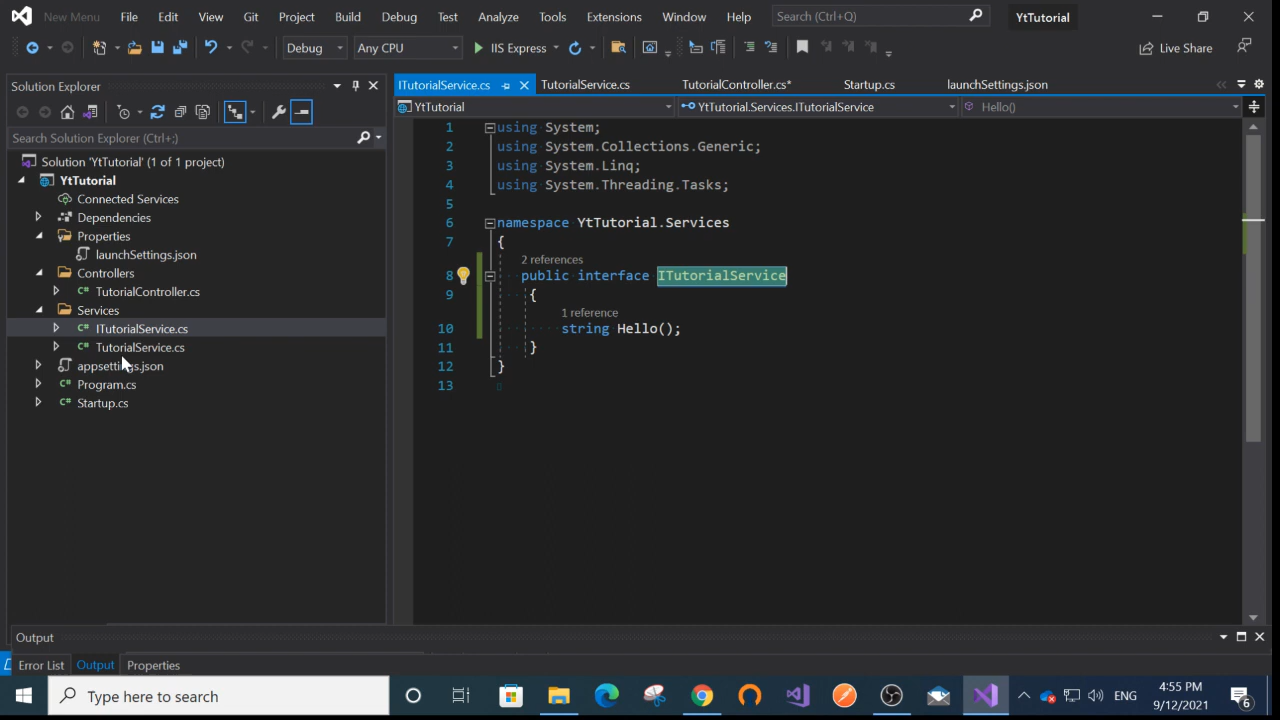 New Menu File Edit View Git Project Build Debug Test Analyze Tools Extensions Window Help Search (Ctrl+Q) YtTutorial
Debug Any CPU IIS Express Live Share
Solution Explorer
Search Solution Explorer (Ctrl+;)
Solution 'YtTutorial' (1 of 1 project)
YtTutorial
Connected Services
Dependencies
Properties
launchSettings.json
Controllers
C# TutorialController.cs
Services
C# ITutorialService.cs
C# TutorialService.cs
appsettings.json
C# Program.cs
C# Startup.cs
ITutorialService.cs TutorialService.cs TutorialController.cs* Startup.cs launchSettings.json
YtTutorial YtTutorial.Services.ITutorialService Hello()
1 using System;
2 using System.Collections.Generic;
3 using System.Linq;
4 using System.Threading.Tasks;
5
6 namespace YtTutorial.Services
7 {
2 references
8 public interface ITutorialService
9 {
1 reference
10 string Hello();
11 }
12 }
13
Output
Error List Output Properties
Type here to search ENG 4:55 PM
9/12/2021 6